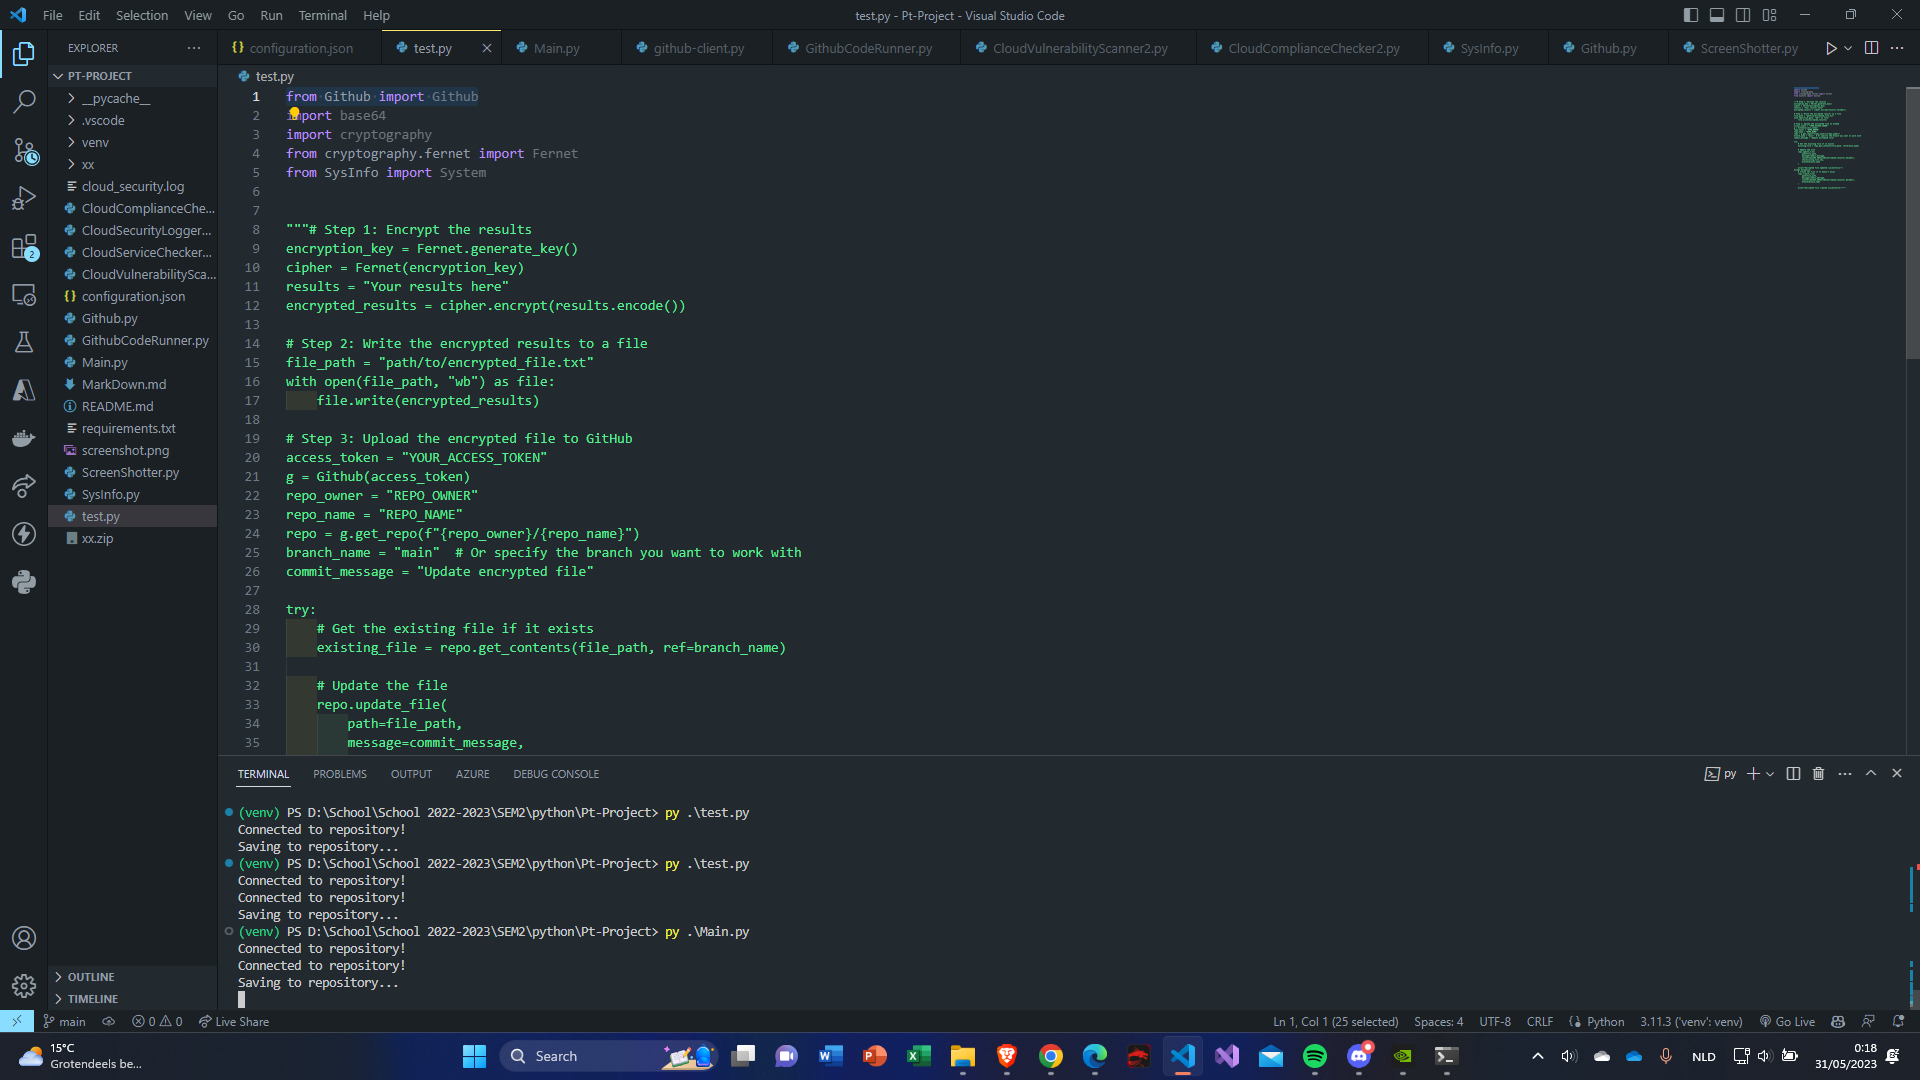 File Edit Selection View Go Run Terminal Help
test.py - Pt-Project - Visual Studio Code
EXPLORER
PT-PROJECT
__pycache__
.vscode
venv
xx
cloud_security.log
CloudComplianceChe...
CloudSecurityLogger...
CloudServiceChecker...
CloudVulnerabilitySca...
configuration.json
Github.py
GithubCodeRunner.py
Main.py
MarkDown.md
README.md
requirements.txt
screenshot.png
ScreenShotter.py
SysInfo.py
test.py
xx.zip
OUTLINE
TIMELINE
configuration.json test.py Main.py github-client.py GithubCodeRunner.py CloudVulnerabilityScanner2.py CloudComplianceChecker2.py SysInfo.py Github.py ScreenShotter.py
test.py
1 from Github import Github
2 import base64
3 import cryptography
4 from cryptography.fernet import Fernet
5 from SysInfo import System
6
7
8 """# Step 1: Encrypt the results
9 encryption_key = Fernet.generate_key()
10 cipher = Fernet(encryption_key)
11 results = "Your results here"
12 encrypted_results = cipher.encrypt(results.encode())
13
14 # Step 2: Write the encrypted results to a file
15 file_path = "path/to/encrypted_file.txt"
16 with open(file_path, "wb") as file:
17 file.write(encrypted_results)
18
19 # Step 3: Upload the encrypted file to GitHub
20 access_token = "YOUR_ACCESS_TOKEN"
21 g = Github(access_token)
22 repo_owner = "REPO_OWNER"
23 repo_name = "REPO_NAME"
24 repo = g.get_repo(f"{repo_owner}/{repo_name}")
25 branch_name = "main" # Or specify the branch you want to work with
26 commit_message = "Update encrypted file"
27
28 try:
29 # Get the existing file if it exists
30 existing_file = repo.get_contents(file_path, ref=branch_name)
31
32 # Update the file
33 repo.update_file(
34 path=file_path,
35 message=commit_message,
TERMINAL PROBLEMS OUTPUT AZURE DEBUG CONSOLE
py
(venv) PS D:\School\School 2022-2023\SEM2\python\Pt-Project> py .\test.py
Connected to repository!
Saving to repository...
(venv) PS D:\School\School 2022-2023\SEM2\python\Pt-Project> py .\test.py
Connected to repository!
Connected to repository!
Saving to repository...
(venv) PS D:\School\School 2022-2023\SEM2\python\Pt-Project> py .\Main.py
Connected to repository!
Connected to repository!
Saving to repository...
main 0 0 Live Share
Ln 1, Col 1 (25 selected) Spaces: 4 UTF-8 CRLF Python 3.11.3 ('venv': venv) Go Live
15°C
Grotendeels be...
Search
NLD
0:18
31/05/2023